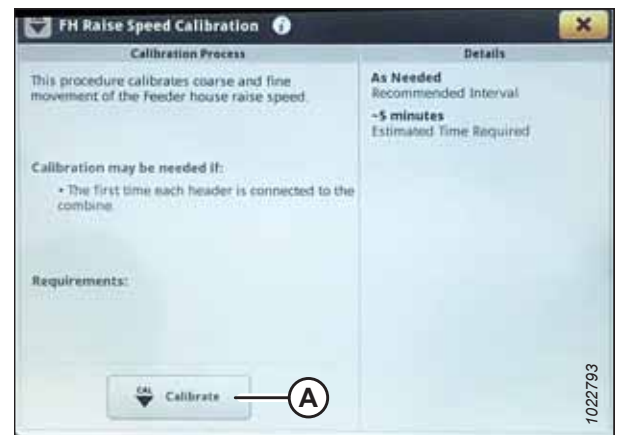 FH Raise Speed Calibration
Calibration Process
This procedure calibrates coarse and fine
movement of the Feeder house raise speed.
Calibration may be needed if:
• The first time each header is connected to the
combine.
Requirements:
CAL
Calibrate
A
Details
As Needed
Recommended Interval
~5 minutes
Estimated Time Required
1022793